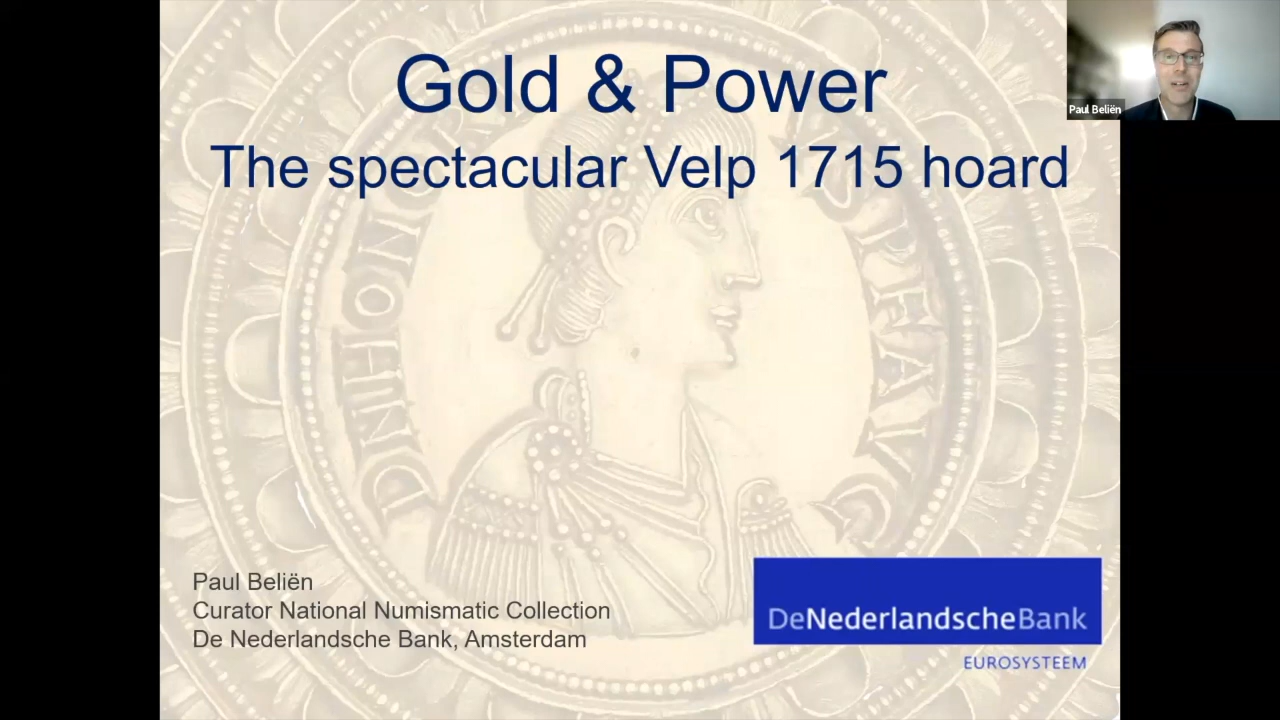 Gold & Power
The spectacular Velp 1715 hoard
Paul Beliën
Paul Beliën
Curator National Numismatic Collection
De Nederlandsche Bank, Amsterdam
DeNederlandscheBank
EUROSYSTEEM